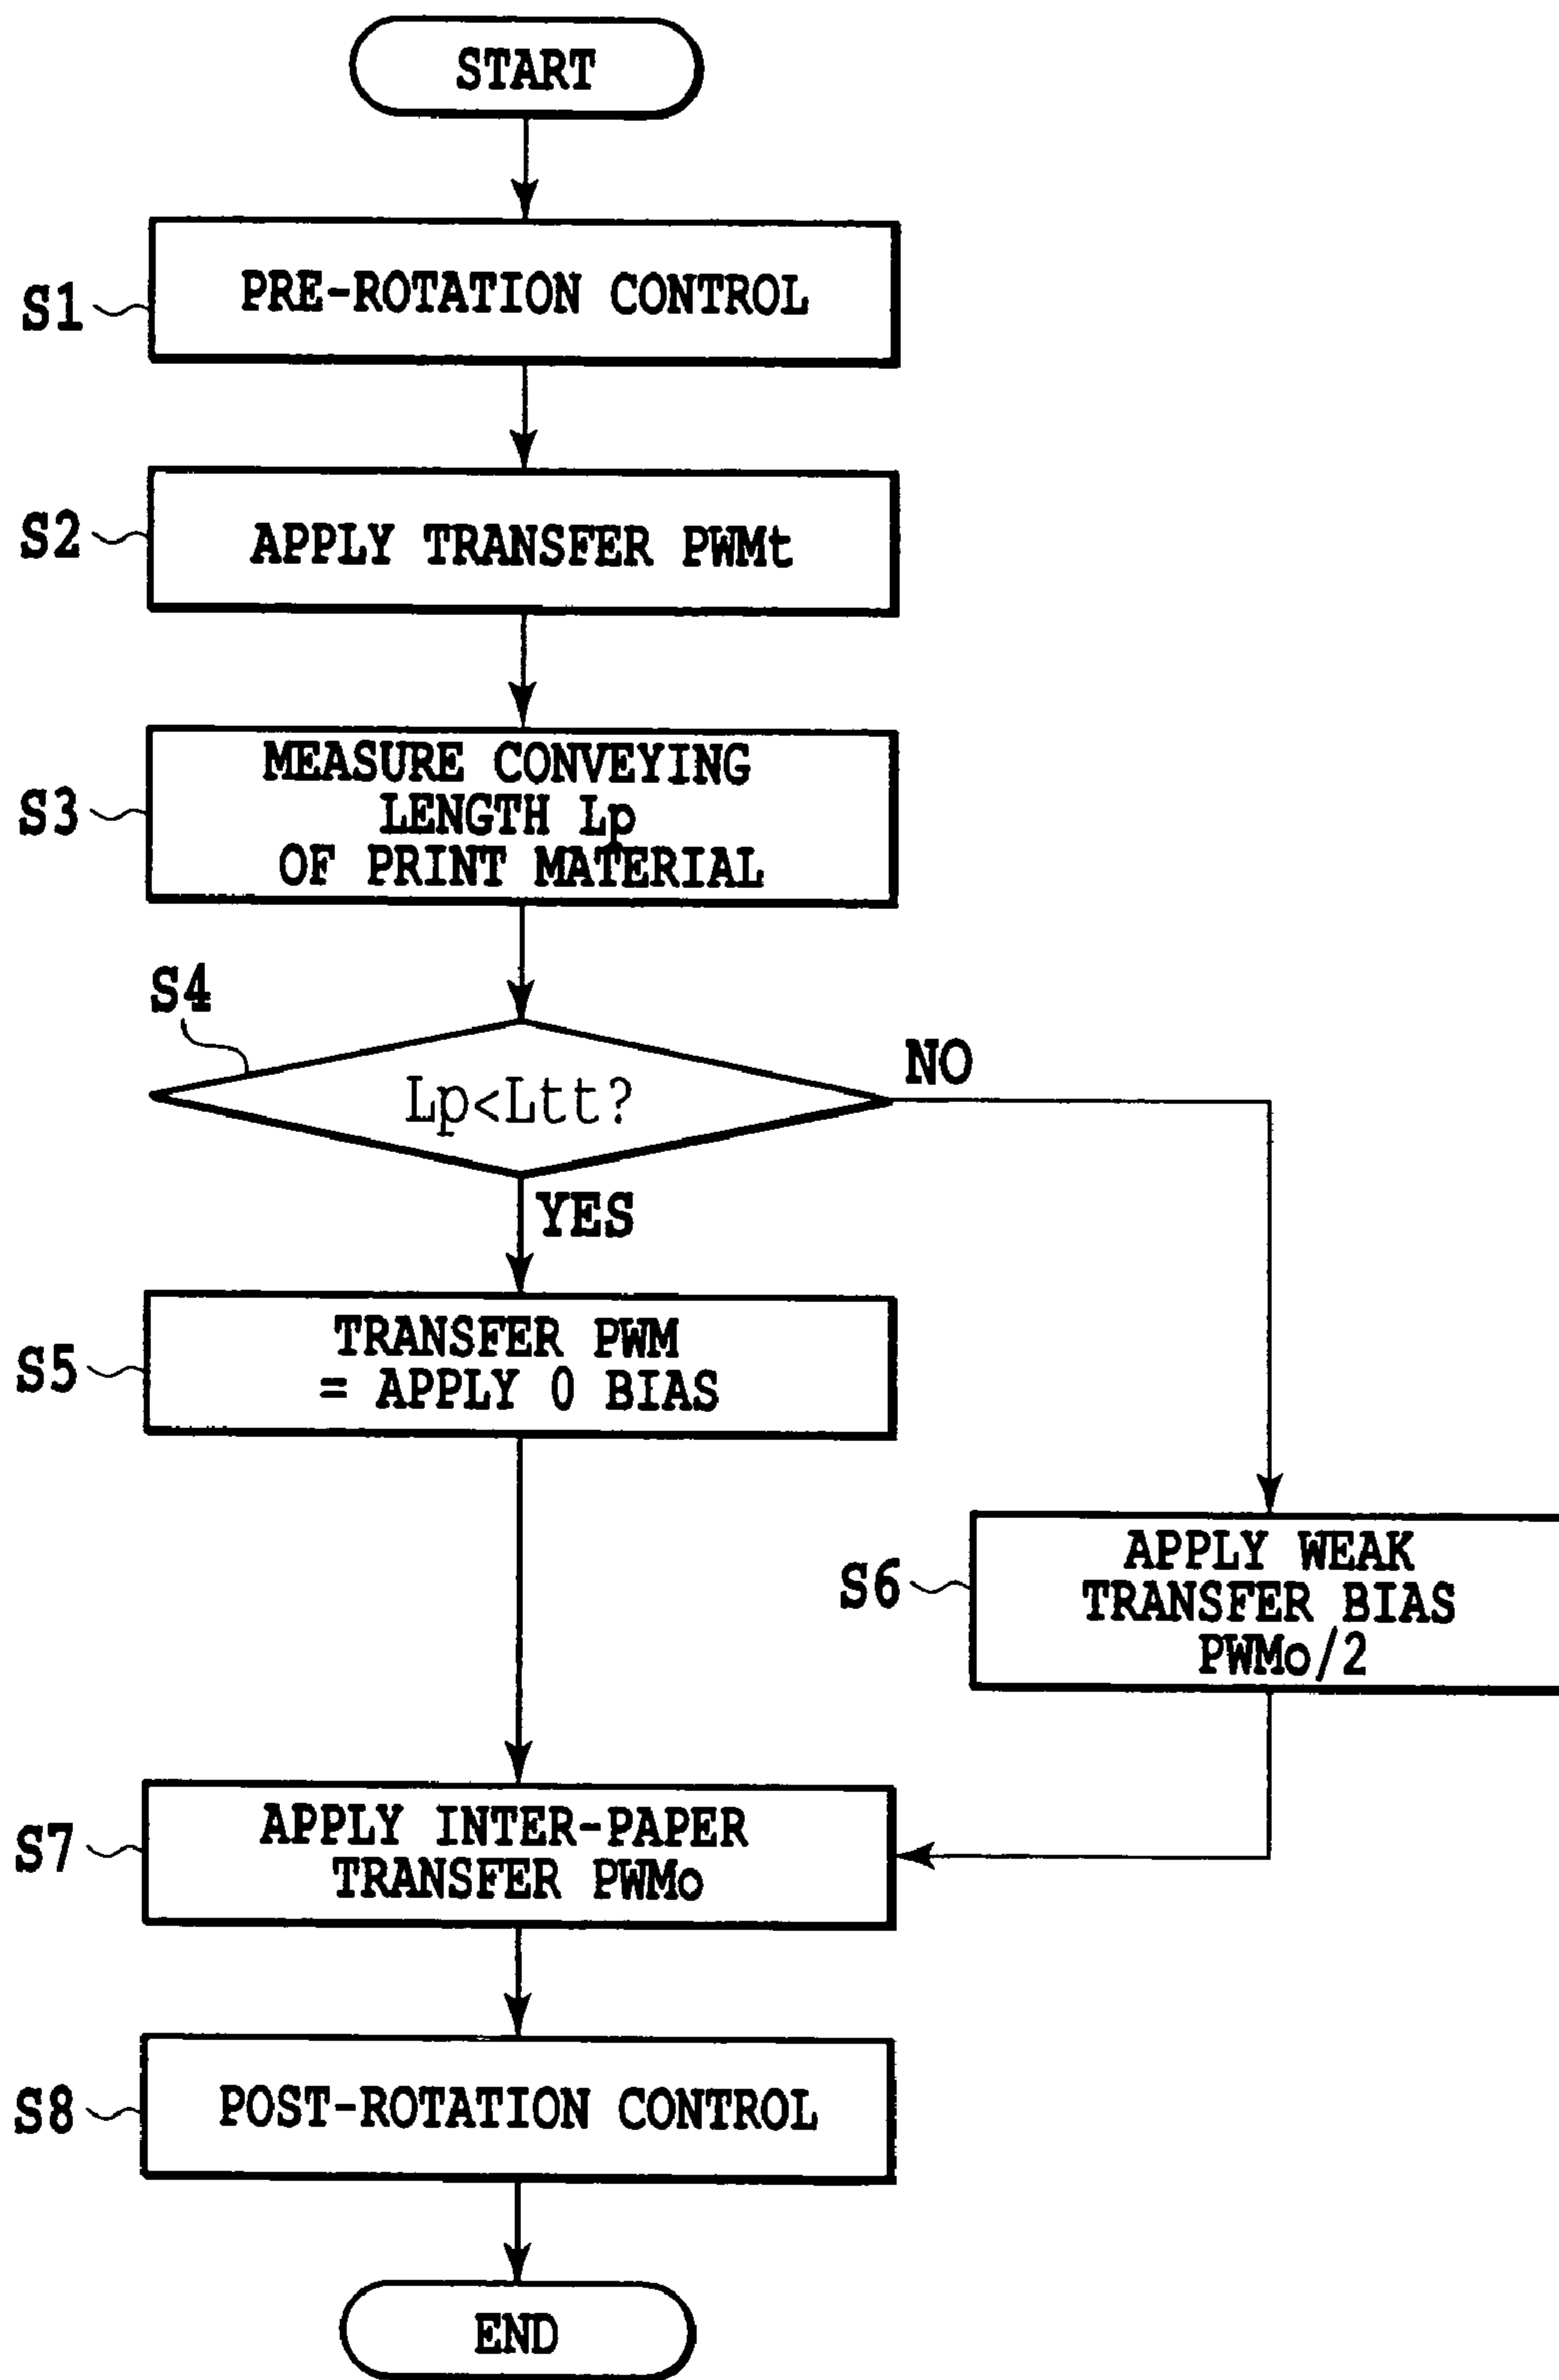 START
S1
PRE-ROTATION CONTROL
S2
APPLY TRANSFER PWMt
S3
MEASURE CONVEYING
LENGTH Lp
OF PRINT MATERIAL
S4
Lp<Ltt?
NO
YES
S5
TRANSFER PWM
= APPLY 0 BIAS
S6
APPLY WEAK
TRANSFER BIAS
PWMo/2
S7
APPLY INTER-PAPER
TRANSFER PWMo
S8
POST-ROTATION CONTROL
END